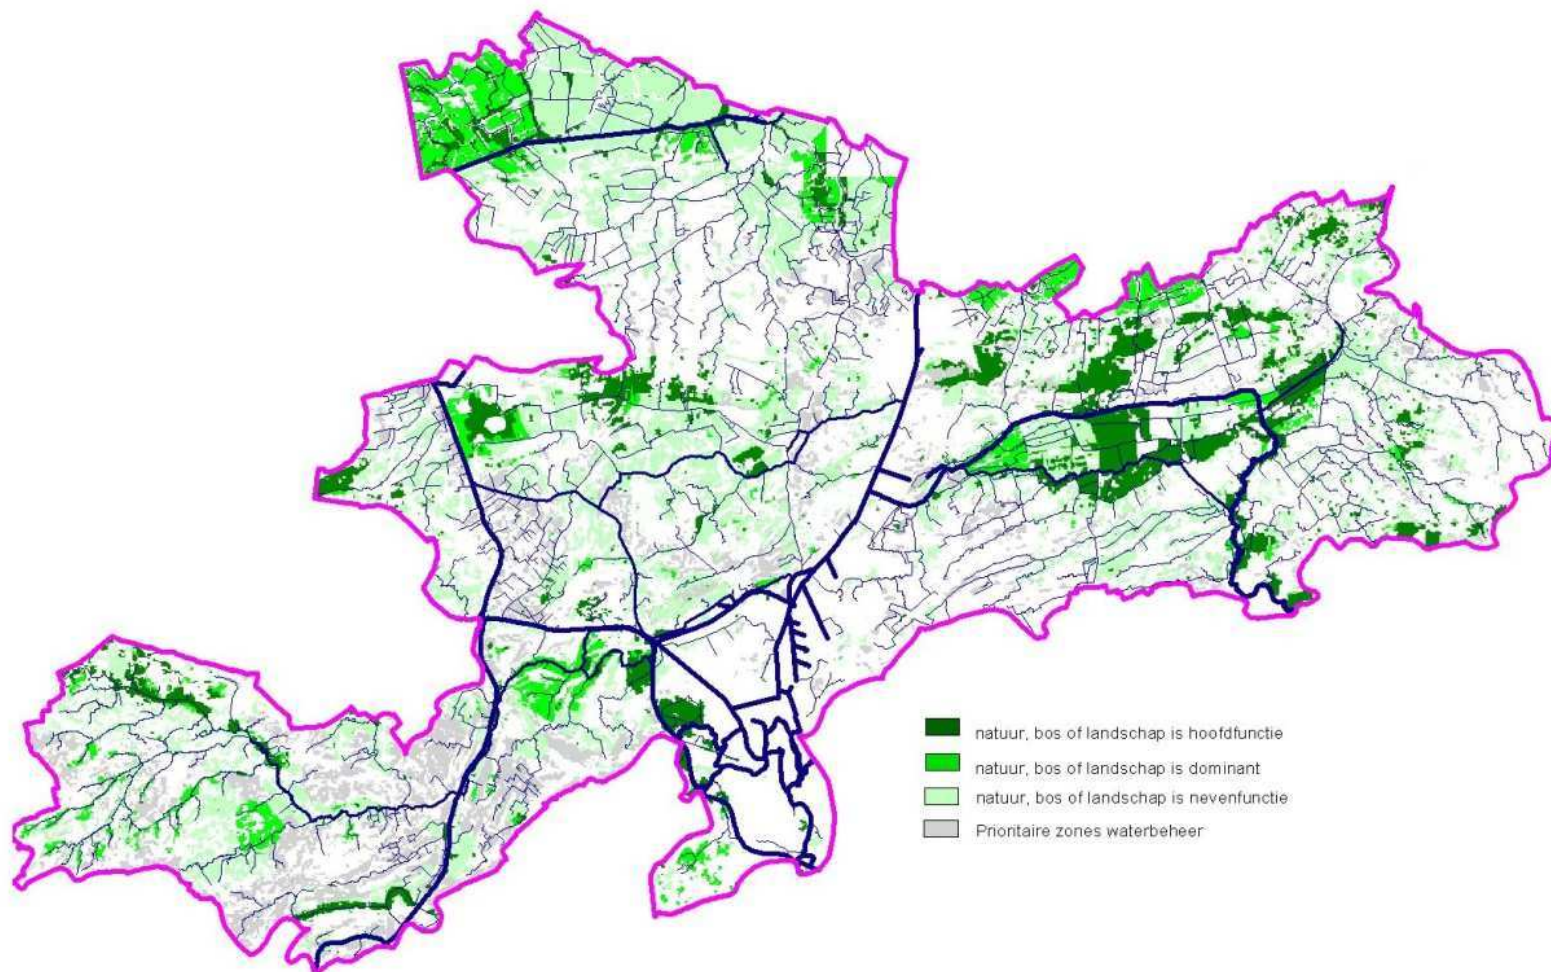 natuur, bos of landschap is hoofdfunctie
natuur, bos of landschap is dominant
natuur, bos of landschap is nevenfunctie
Prioritaire zones waterbeheer